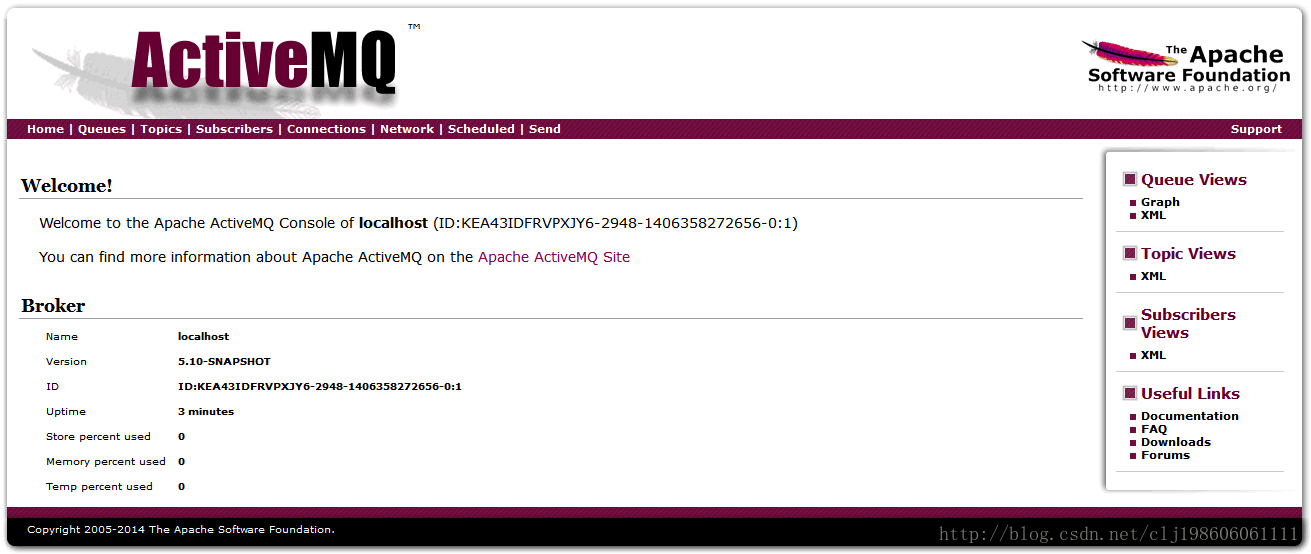 ActiveMQ™
The Apache
Software Foundation
http://www.apache.org/
Home | Queues | Topics | Subscribers | Connections | Network | Scheduled | Send
Support
Welcome!
Welcome to the Apache ActiveMQ Console of localhost (ID:KEA43IDFRVPXJY6-2948-1406358272656-0:1)
You can find more information about Apache ActiveMQ on the Apache ActiveMQ Site
Broker
Name localhost
Version 5.10-SNAPSHOT
ID ID:KEA43IDFRVPXJY6-2948-1406358272656-0:1
Uptime 3 minutes
Store percent used 0
Memory percent used 0
Temp percent used 0
Queue Views
Graph
XML
Topic Views
XML
Subscribers
Views
XML
Useful Links
Documentation
FAQ
Downloads
Forums
Copyright 2005-2014 The Apache Software Foundation.
http://blog.csdn.net/clj198606061111